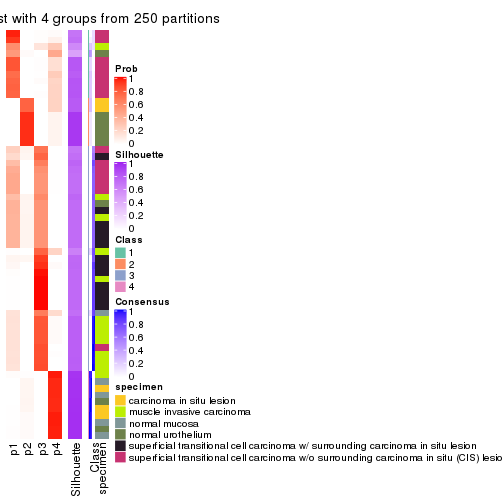 st with 4 groups from 250 partitions
Prob
1
0.8
0.6
0.4
0.2
0
Silhouette
1
0.8
0.6
0.4
0.2
0
Class
1
2
3
4
Consensus
1
0.8
0.6
0.4
0.2
0
specimen
carcinoma in situ lesion
muscle invasive carcinoma
normal mucosa
normal urothelium
superficial transitional cell carcinoma w/ surrounding carcinoma in situ lesion
superficial transitional cell carcinoma w/o surrounding carcinoma in situ (CIS) lesio
p1
p2
p3
p4
Silhouette
Class
specimen